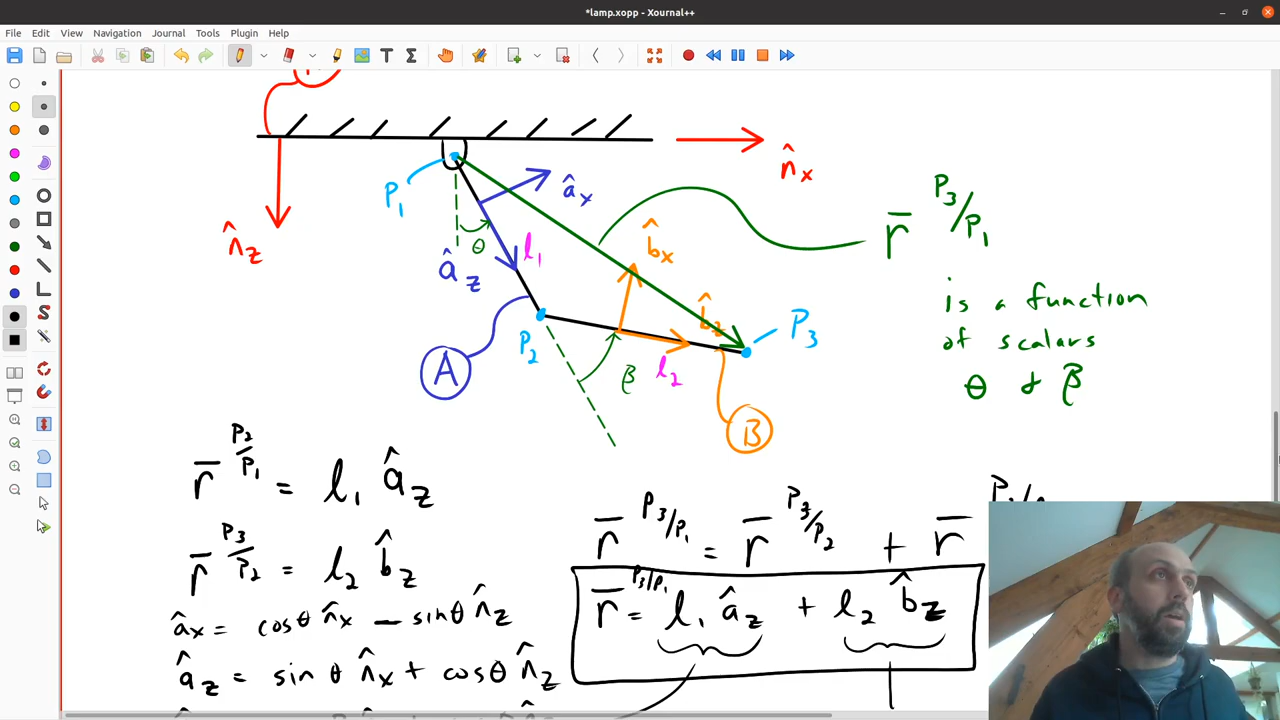 *lamp.xopp - Xournal++
File Edit View Navigation Journal Tools Plugin Help
n̂x
n̂z
P1
âx
θ
l1
âz
b̂x
r̄ P3/P1
is a function
of scalars
θ & β
b̂z
P3
P2
A
β
l2
B
r̄ P2/P1 = l1 âz
r̄ P3/P2 = l2 b̂z
r̄ P3/P1 = r̄ P3/P2 + r̄
r̄ P3/P1 = l1 âz + l2 b̂z
âx = cosθ n̂x - sinθ n̂z
âz = sin θ n̂x + cosθ n̂z